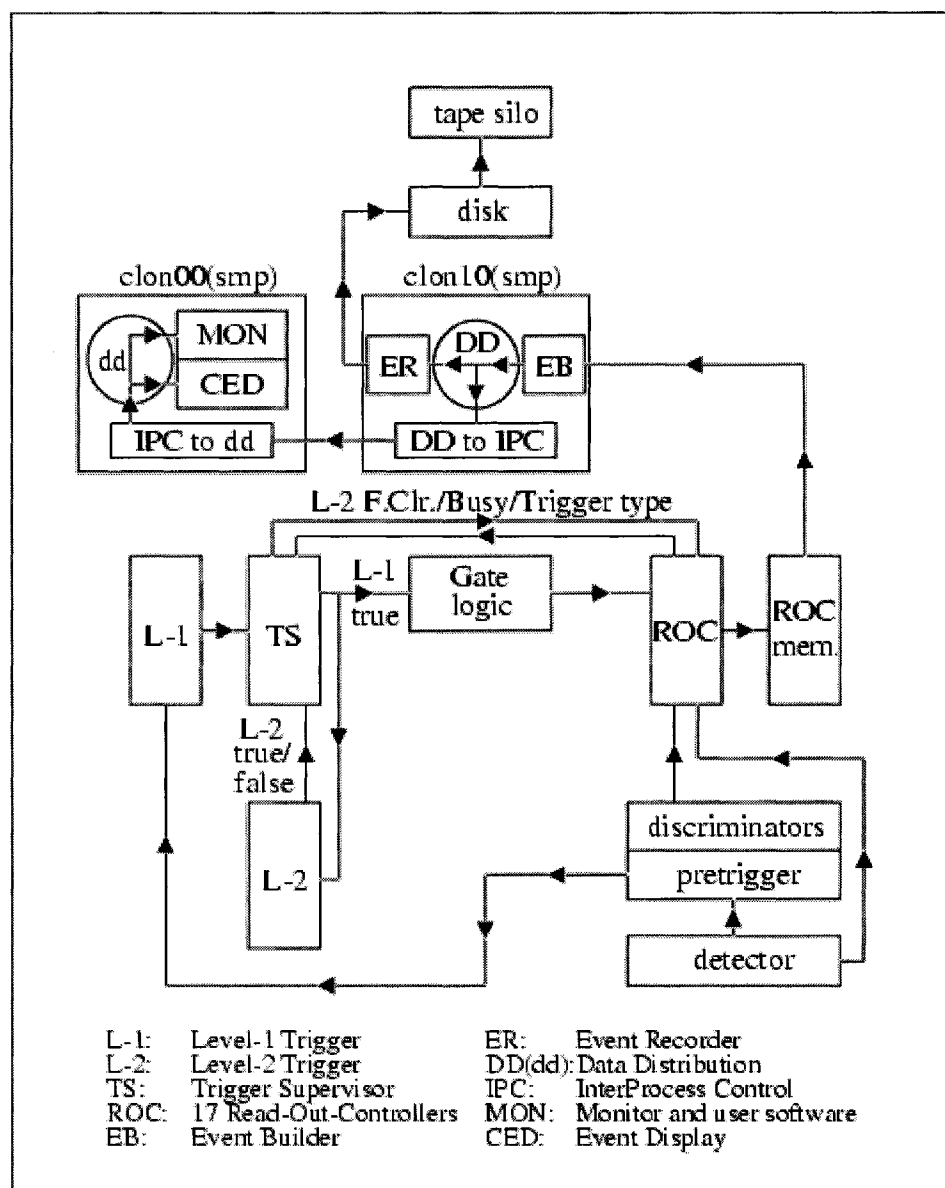 tape silo
disk
clon00(smp)
clon10(smp)
dd
MON
CED
IPC to dd
ER
DD
EB
DD to IPC
L-2 F.Clr./Busy/Trigger type
L-1
TS
L-1
true
Gate
logic
ROC
ROC
mem.
L-2
true/
false
L-2
discriminators
pretrigger
detector
L-1: Level-1 Trigger
L-2: Level-2 Trigger
TS: Trigger Supervisor
ROC: 17 Read-Out-Controllers
EB: Event Builder
ER: Event Recorder
DD(dd): Data Distribution
IPC: InterProcess Control
MON: Monitor and user software
CED: Event Display